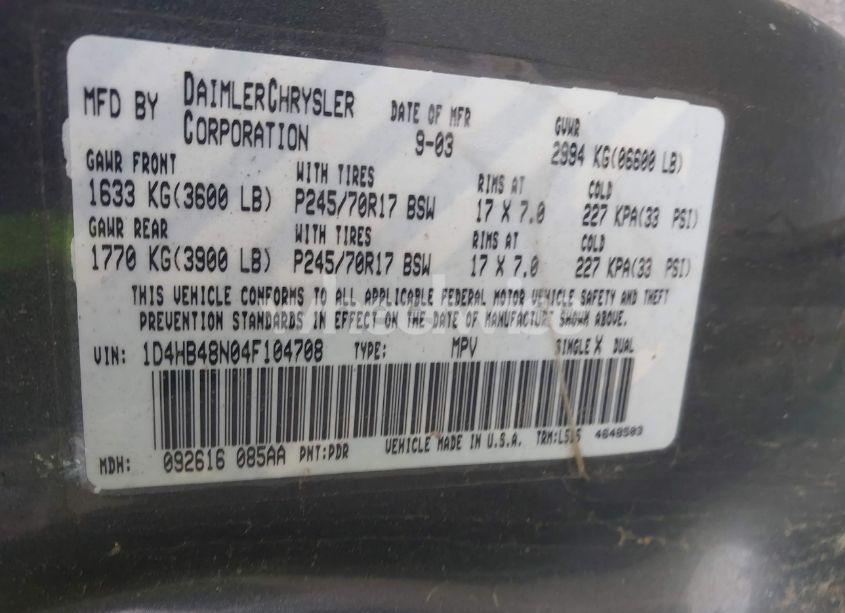 MFD BY DAIMLERCHRYSLER CORPORATION DATE OF MFR 9-03 GVWR 2994 KG(06600 LB)
GAWR FRONT WITH TIRES RIMS AT COLD
1633 KG(3600 LB) P245/70R17 BSW 17 X 7.0 227 KPA(33 PSI)
GAWR REAR WITH TIRES RIMS AT COLD
1770 KG(3900 LB) P245/70R17 BSW 17 X 7.0 227 KPA(33 PSI)
THIS VEHICLE CONFORMS TO ALL APPLICABLE FEDERAL MOTOR VEHICLE SAFETY AND THEFT
PREVENTION STANDARDS IN EFFECT ON THE DATE OF MANUFACTURE SHOWN ABOVE.
VIN: 1D4HB48N04F104708 TYPE: MPV SINGLE X DUAL
MDH: 092616 085AA PNT:PDR VEHICLE MADE IN U.S.A. 4648503